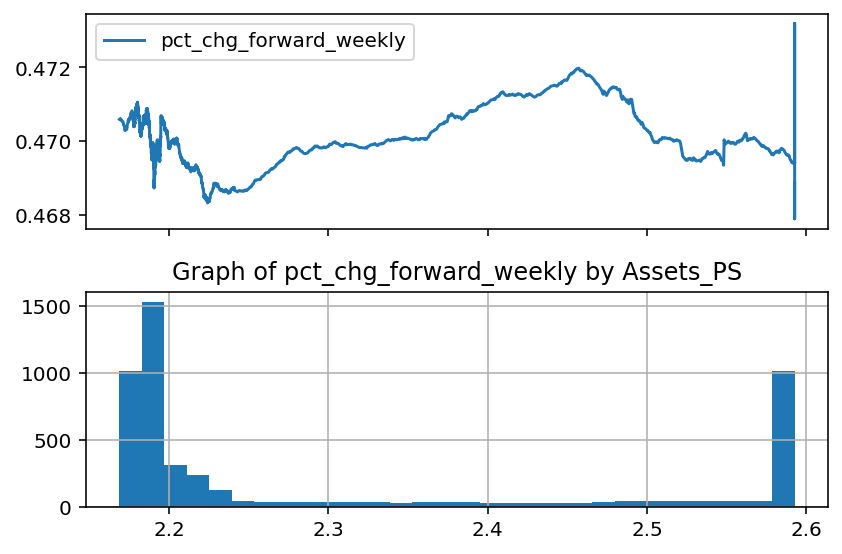 pct_chg_forward_weekly
0.472
0.470
0.468
Graph of pct_chg_forward_weekly by Assets_PS
1500
1000
500
0
2.2 2.3 2.4 2.5 2.6